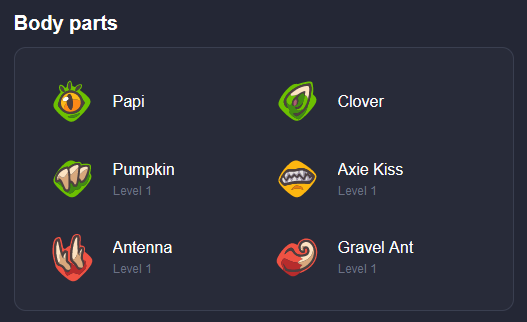 Body parts
Papi
Clover
Pumpkin
Level 1
Axie Kiss
Level 1
Antenna
Level 1
Gravel Ant
Level 1